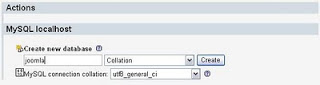 Actions
MySQL localhost
Create new database
joomla Collation Create
MySQL connection collation: utf8_general_ci